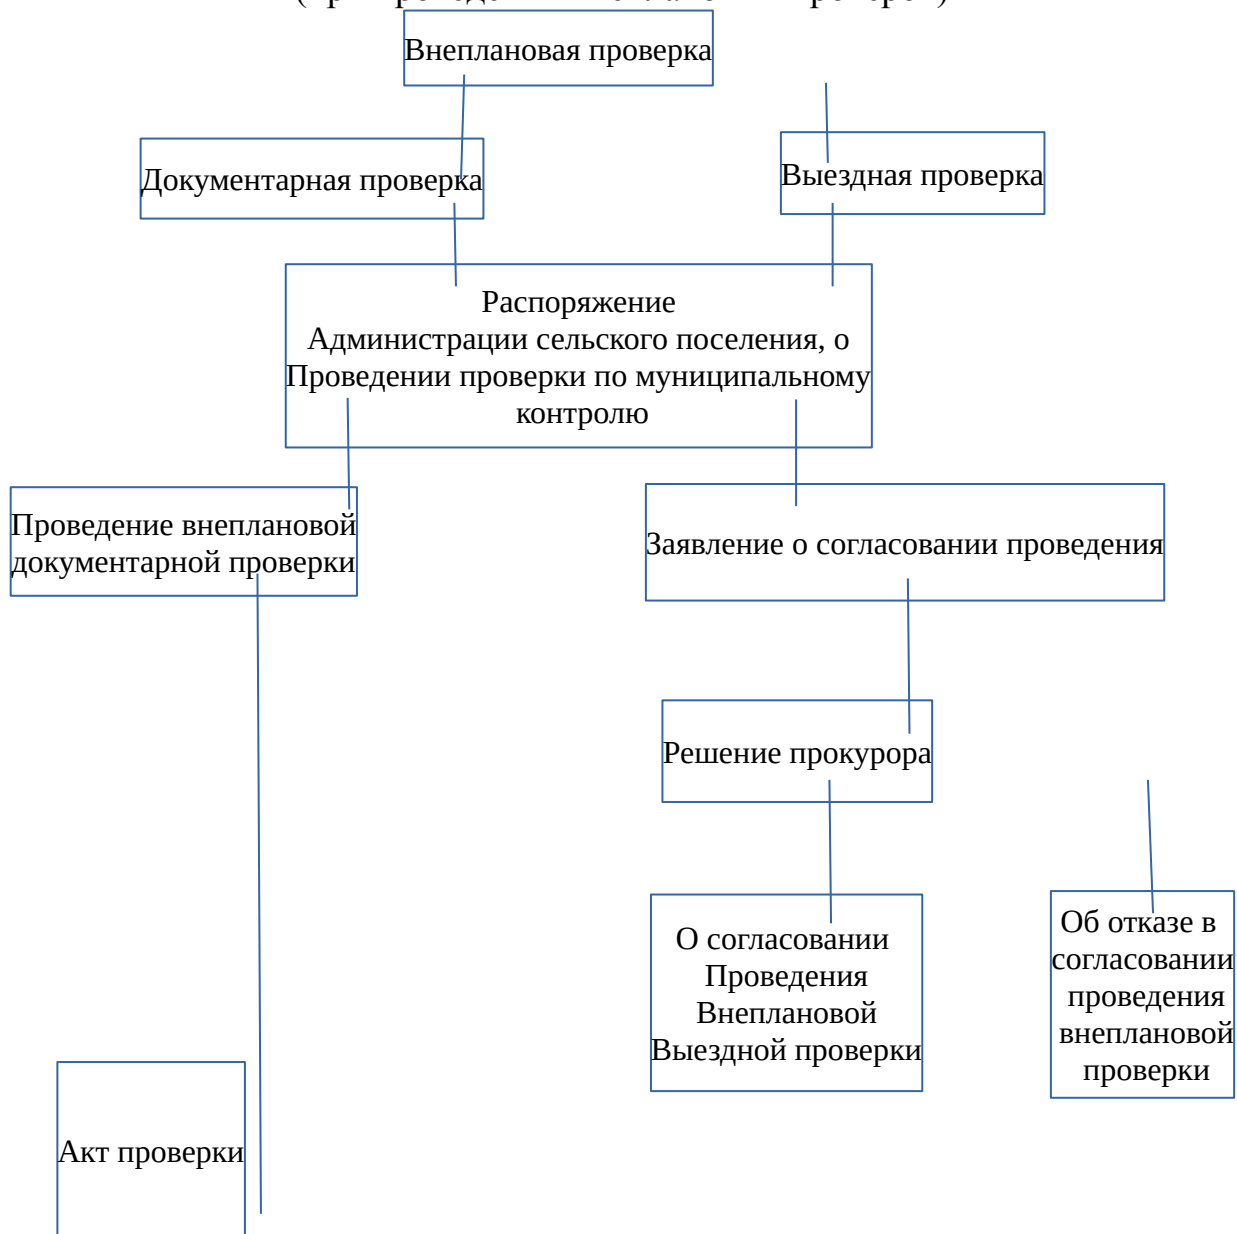 Внеплановая проверка
Документарная проверка
Выездная проверка
Распоряжение
Администрации сельского поселения, о
Проведении проверки по муниципальному
контролю
Проведение внеплановой
документарной проверки
Заявление о согласовании проведения
Решение прокурора
О согласовании
Проведения
Внеплановой
Выездной проверки
Об отказе в
согласовании
проведения
внеплановой
проверки
Акт проверки